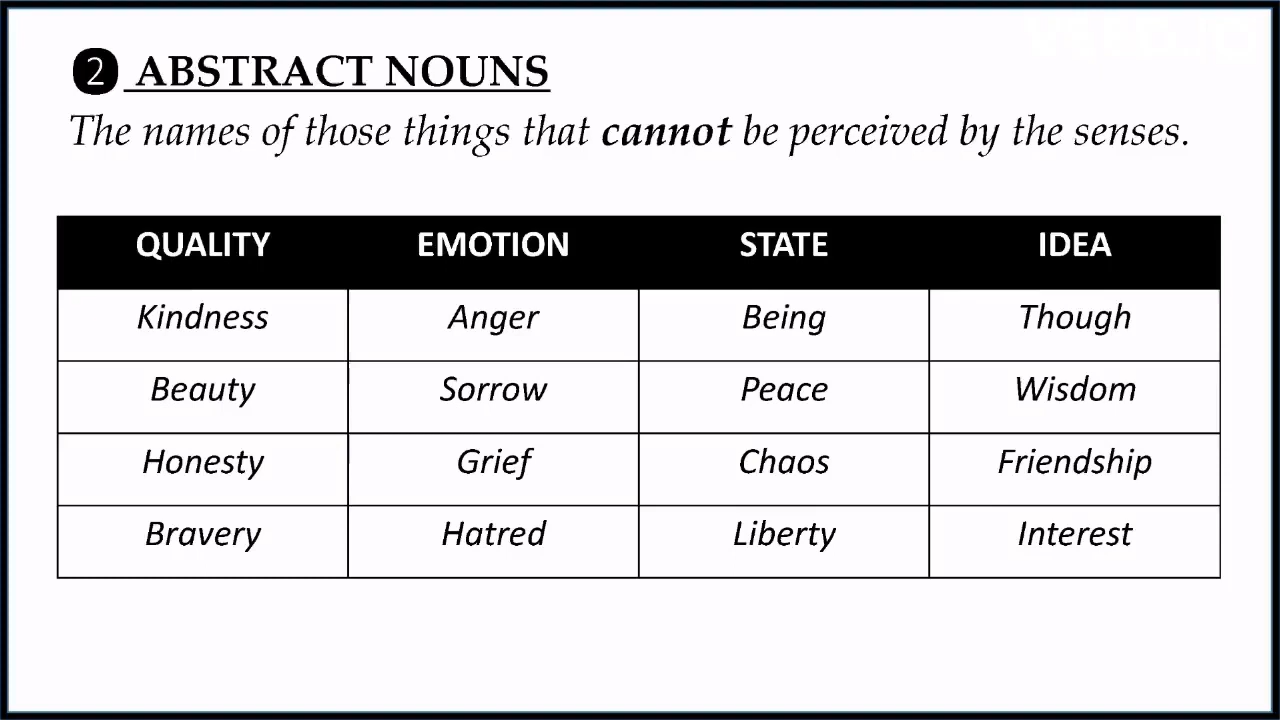 ❷ ABSTRACT NOUNS
The names of those things that cannot be perceived by the senses.
QUALITY EMOTION STATE IDEA
Kindness Anger Being Though
Beauty Sorrow Peace Wisdom
Honesty Grief Chaos Friendship
Bravery Hatred Liberty Interest